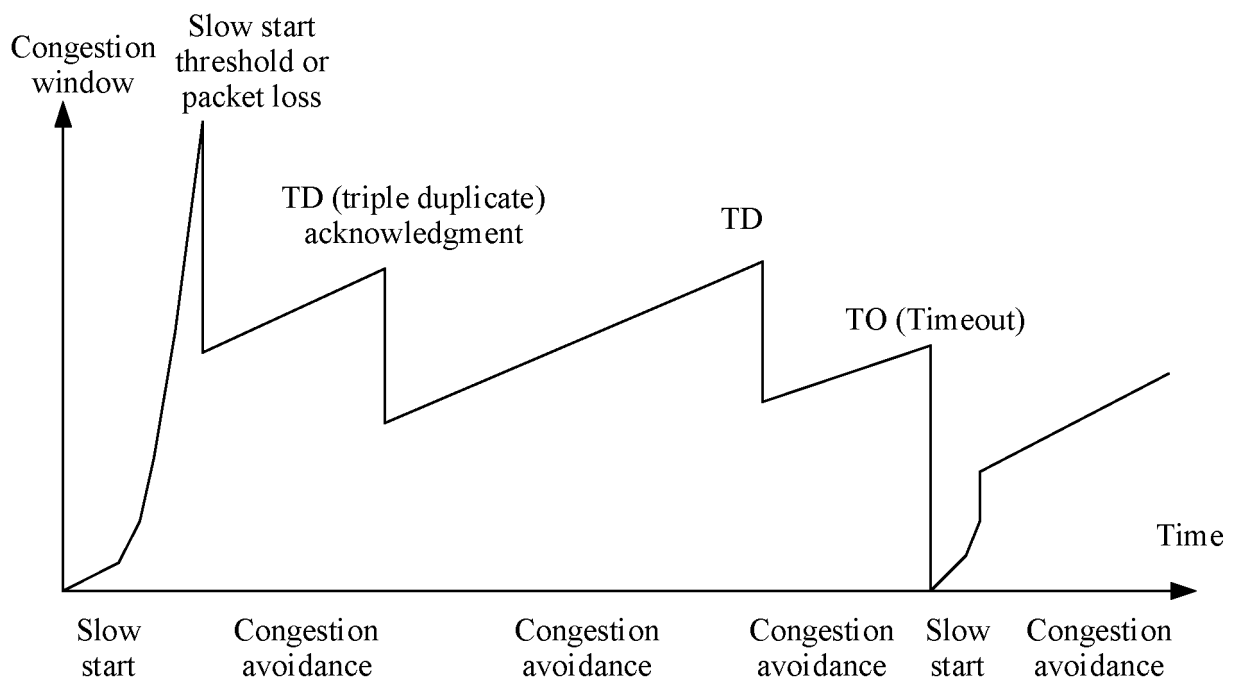 Congestion
window
Slow start
threshold or
packet loss
TD (triple duplicate)
acknowledgment
TD
TO (Timeout)
Time
Slow
start
Congestion
avoidance
Congestion
avoidance
Congestion
avoidance
Slow
start
Congestion
avoidance